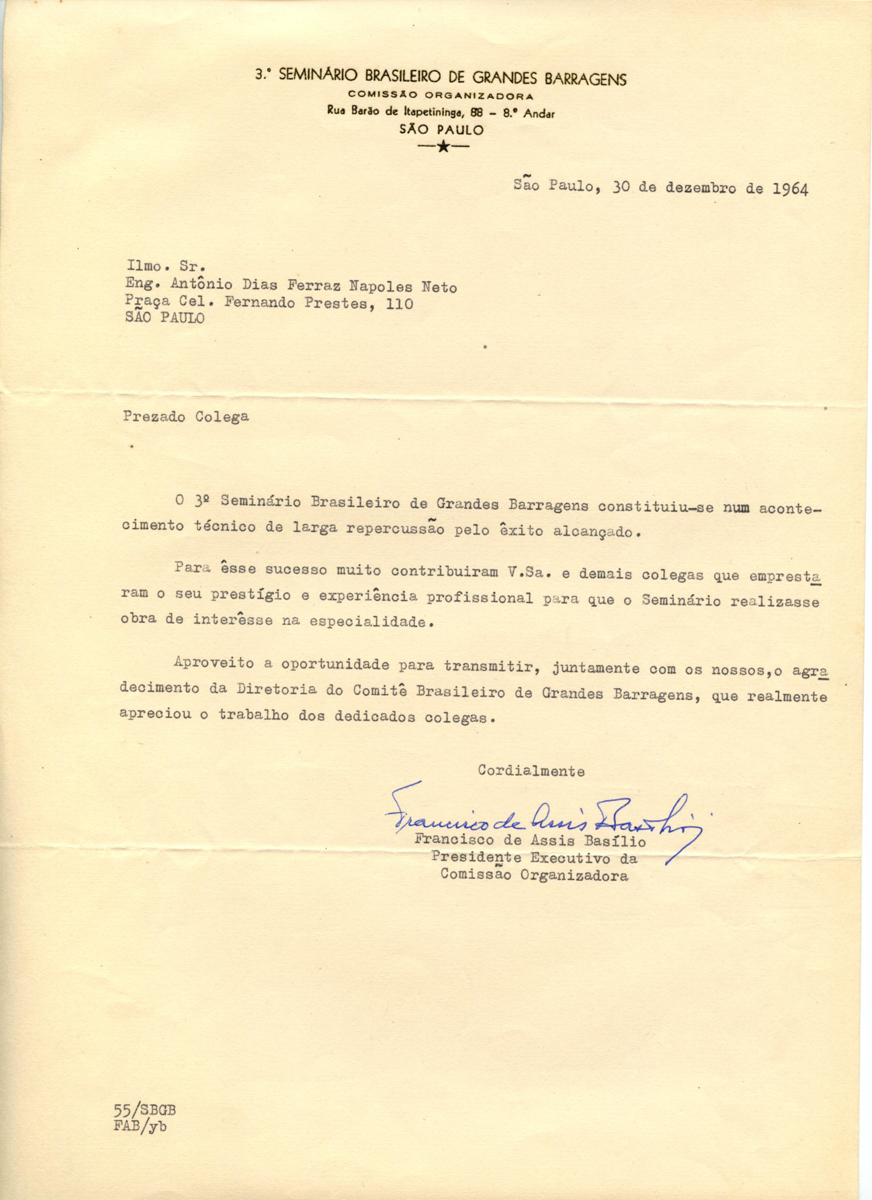 3.º SEMINÁRIO BRASILEIRO DE GRANDES BARRAGENS
COMISSÃO ORGANIZADORA
Rua Barão de Itapetininga, 88 - 8.º Andar
SÃO PAULO
São Paulo, 30 de dezembro de 1964
Ilmo. Sr.
Eng. Antônio Dias Ferraz Napoles Neto
Praça Cel. Fernando Prestes, 110
SÃO PAULO
Prezado Colega
O 3º Seminário Brasileiro de Grandes Barragens constituiu-se num aconte-
cimento técnico de larga repercussão pelo êxito alcançado.
Para êsse sucesso muito contribuiram V.Sa. e demais colegas que empresta
ram o seu prestígio e experiência profissional para que o Seminário realizasse
obra de interêsse na especialidade.
Aproveito a oportunidade para transmitir, juntamente com os nossos,o agra
decimento da Diretoria do Comitê Brasileiro de Grandes Barragens, que realmente
apreciou o trabalho dos dedicados colegas.
Cordialmente
Francisco de Assis Basílio
Francisco de Assis Basílio
Presidente Executivo da
Comissão Organizadora
55/SBGB
FAB/yb